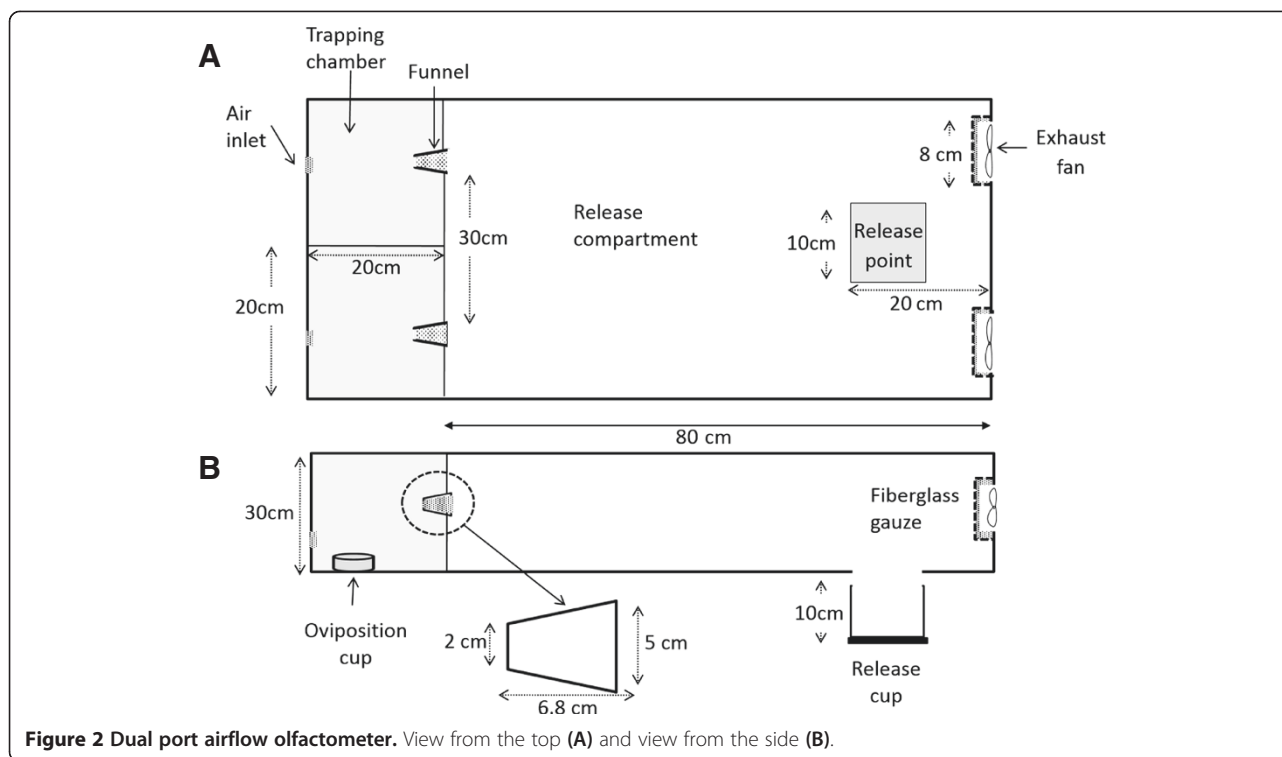 A
Trapping
chamber
Funnel
Air
inlet
8 cm
Exhaust
fan
Release
compartment
30cm
10cm
Release
point
20cm
20 cm
20cm
80 cm
B
30cm
Fiberglass
gauze
Oviposition
cup
2 cm
5 cm
6.8 cm
10cm
Release
cup
Figure 2 Dual port airflow olfactometer. View from the top (A) and view from the side (B).